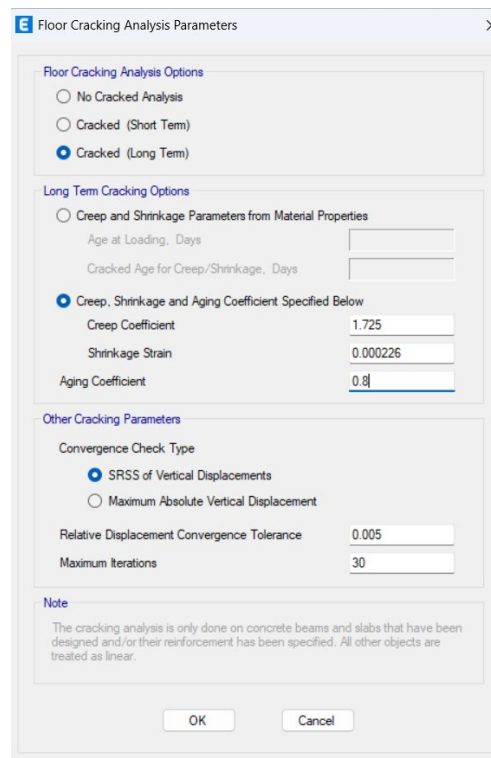 E Floor Cracking Analysis Parameters
Floor Cracking Analysis Options
No Cracked Analysis
Cracked (Short Term)
Cracked (Long Term)
Long Term Cracking Options
Creep and Shrinkage Parameters from Material Properties
Age at Loading, Days
Cracked Age for Creep/Shrinkage, Days
Creep, Shrinkage and Aging Coefficient Specified Below
Creep Coefficient 1.725
Shrinkage Strain 0.000226
Aging Coefficient 0.8
Other Cracking Parameters
Convergence Check Type
SRSS of Vertical Displacements
Maximum Absolute Vertical Displacement
Relative Displacement Convergence Tolerance 0.005
Maximum Iterations 30
Note
The cracking analysis is only done on concrete beams and slabs that have been
designed and/or their reinforcement has been specified. All other objects are
treated as linear.
OK Cancel